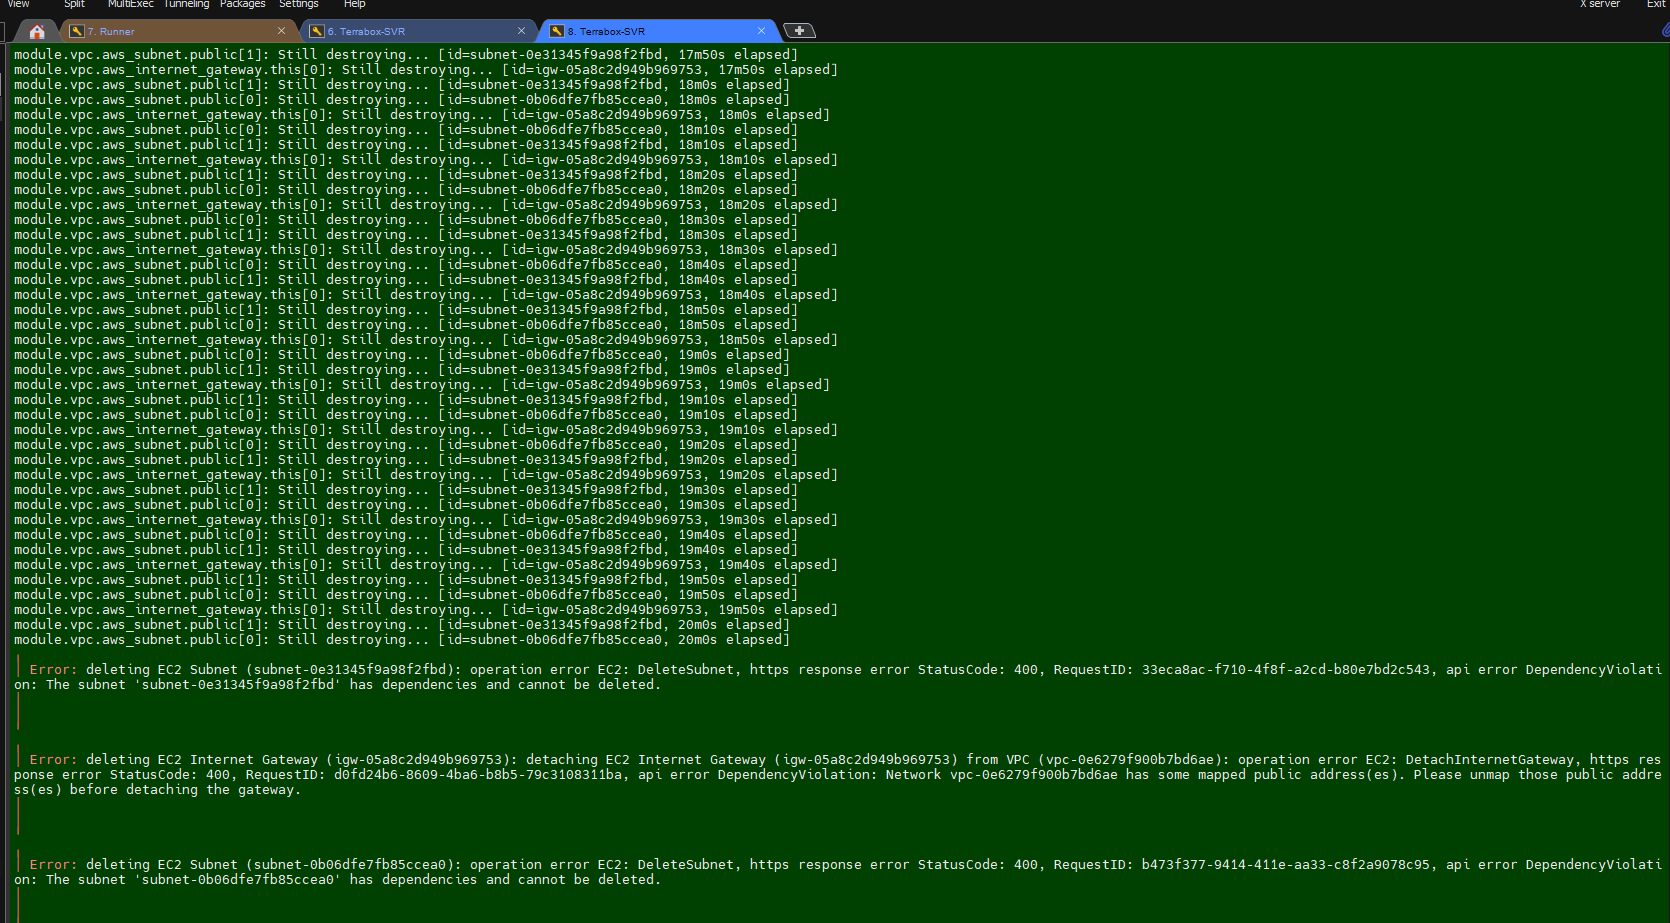 View Split MultiExec Tunneling Packages Settings Help X server Exit
7. Runner 6. Terrabox-SVR 8. Terrabox-SVR
module.vpc.aws_subnet.public[1]: Still destroying... [id=subnet-0e31345f9a98f2fbd, 17m50s elapsed]
module.vpc.aws_internet_gateway.this[0]: Still destroying... [id=igw-05a8c2d949b969753, 17m50s elapsed]
module.vpc.aws_subnet.public[1]: Still destroying... [id=subnet-0e31345f9a98f2fbd, 18m0s elapsed]
module.vpc.aws_subnet.public[0]: Still destroying... [id=subnet-0b06dfe7fb85ccea0, 18m0s elapsed]
module.vpc.aws_internet_gateway.this[0]: Still destroying... [id=igw-05a8c2d949b969753, 18m0s elapsed]
module.vpc.aws_subnet.public[0]: Still destroying... [id=subnet-0b06dfe7fb85ccea0, 18m10s elapsed]
module.vpc.aws_subnet.public[1]: Still destroying... [id=subnet-0e31345f9a98f2fbd, 18m10s elapsed]
module.vpc.aws_internet_gateway.this[0]: Still destroying... [id=igw-05a8c2d949b969753, 18m10s elapsed]
module.vpc.aws_subnet.public[1]: Still destroying... [id=subnet-0e31345f9a98f2fbd, 18m20s elapsed]
module.vpc.aws_subnet.public[0]: Still destroying... [id=subnet-0b06dfe7fb85ccea0, 18m20s elapsed]
module.vpc.aws_internet_gateway.this[0]: Still destroying... [id=igw-05a8c2d949b969753, 18m20s elapsed]
module.vpc.aws_subnet.public[0]: Still destroying... [id=subnet-0b06dfe7fb85ccea0, 18m30s elapsed]
module.vpc.aws_subnet.public[1]: Still destroying... [id=subnet-0e31345f9a98f2fbd, 18m30s elapsed]
module.vpc.aws_internet_gateway.this[0]: Still destroying... [id=igw-05a8c2d949b969753, 18m30s elapsed]
module.vpc.aws_subnet.public[0]: Still destroying... [id=subnet-0b06dfe7fb85ccea0, 18m40s elapsed]
module.vpc.aws_subnet.public[1]: Still destroying... [id=subnet-0e31345f9a98f2fbd, 18m40s elapsed]
module.vpc.aws_internet_gateway.this[0]: Still destroying... [id=igw-05a8c2d949b969753, 18m40s elapsed]
module.vpc.aws_subnet.public[1]: Still destroying... [id=subnet-0e31345f9a98f2fbd, 18m50s elapsed]
module.vpc.aws_subnet.public[0]: Still destroying... [id=subnet-0b06dfe7fb85ccea0, 18m50s elapsed]
module.vpc.aws_internet_gateway.this[0]: Still destroying... [id=igw-05a8c2d949b969753, 18m50s elapsed]
module.vpc.aws_subnet.public[0]: Still destroying... [id=subnet-0b06dfe7fb85ccea0, 19m0s elapsed]
module.vpc.aws_subnet.public[1]: Still destroying... [id=subnet-0e31345f9a98f2fbd, 19m0s elapsed]
module.vpc.aws_internet_gateway.this[0]: Still destroying... [id=igw-05a8c2d949b969753, 19m0s elapsed]
module.vpc.aws_subnet.public[1]: Still destroying... [id=subnet-0e31345f9a98f2fbd, 19m10s elapsed]
module.vpc.aws_subnet.public[0]: Still destroying... [id=subnet-0b06dfe7fb85ccea0, 19m10s elapsed]
module.vpc.aws_internet_gateway.this[0]: Still destroying... [id=igw-05a8c2d949b969753, 19m10s elapsed]
module.vpc.aws_subnet.public[0]: Still destroying... [id=subnet-0b06dfe7fb85ccea0, 19m20s elapsed]
module.vpc.aws_subnet.public[1]: Still destroying... [id=subnet-0e31345f9a98f2fbd, 19m20s elapsed]
module.vpc.aws_internet_gateway.this[0]: Still destroying... [id=igw-05a8c2d949b969753, 19m20s elapsed]
module.vpc.aws_subnet.public[1]: Still destroying... [id=subnet-0e31345f9a98f2fbd, 19m30s elapsed]
module.vpc.aws_subnet.public[0]: Still destroying... [id=subnet-0b06dfe7fb85ccea0, 19m30s elapsed]
module.vpc.aws_internet_gateway.this[0]: Still destroying... [id=igw-05a8c2d949b969753, 19m30s elapsed]
module.vpc.aws_subnet.public[0]: Still destroying... [id=subnet-0b06dfe7fb85ccea0, 19m40s elapsed]
module.vpc.aws_subnet.public[1]: Still destroying... [id=subnet-0e31345f9a98f2fbd, 19m40s elapsed]
module.vpc.aws_internet_gateway.this[0]: Still destroying... [id=igw-05a8c2d949b969753, 19m40s elapsed]
module.vpc.aws_subnet.public[1]: Still destroying... [id=subnet-0e31345f9a98f2fbd, 19m50s elapsed]
module.vpc.aws_subnet.public[0]: Still destroying... [id=subnet-0b06dfe7fb85ccea0, 19m50s elapsed]
module.vpc.aws_internet_gateway.this[0]: Still destroying... [id=igw-05a8c2d949b969753, 19m50s elapsed]
module.vpc.aws_subnet.public[1]: Still destroying... [id=subnet-0e31345f9a98f2fbd, 20m0s elapsed]
module.vpc.aws_subnet.public[0]: Still destroying... [id=subnet-0b06dfe7fb85ccea0, 20m0s elapsed]
Error: deleting EC2 Subnet (subnet-0e31345f9a98f2fbd): operation error EC2: DeleteSubnet, https response error StatusCode: 400, RequestID: 33eca8ac-f710-4f8f-a2cd-b80e7bd2c543, api error DependencyViolati
on: The subnet 'subnet-0e31345f9a98f2fbd' has dependencies and cannot be deleted.
Error: deleting EC2 Internet Gateway (igw-05a8c2d949b969753): detaching EC2 Internet Gateway (igw-05a8c2d949b969753) from VPC (vpc-0e6279f900b7bd6ae): operation error EC2: DetachInternetGateway, https res
ponse error StatusCode: 400, RequestID: d0fd24b6-8609-4ba6-b8b5-79c3108311ba, api error DependencyViolation: Network vpc-0e6279f900b7bd6ae has some mapped public address(es). Please unmap those public addre
ss(es) before detaching the gateway.
Error: deleting EC2 Subnet (subnet-0b06dfe7fb85ccea0): operation error EC2: DeleteSubnet, https response error StatusCode: 400, RequestID: b473f377-9414-411e-aa33-c8f2a9078c95, api error DependencyViolati
on: The subnet 'subnet-0b06dfe7fb85ccea0' has dependencies and cannot be deleted.